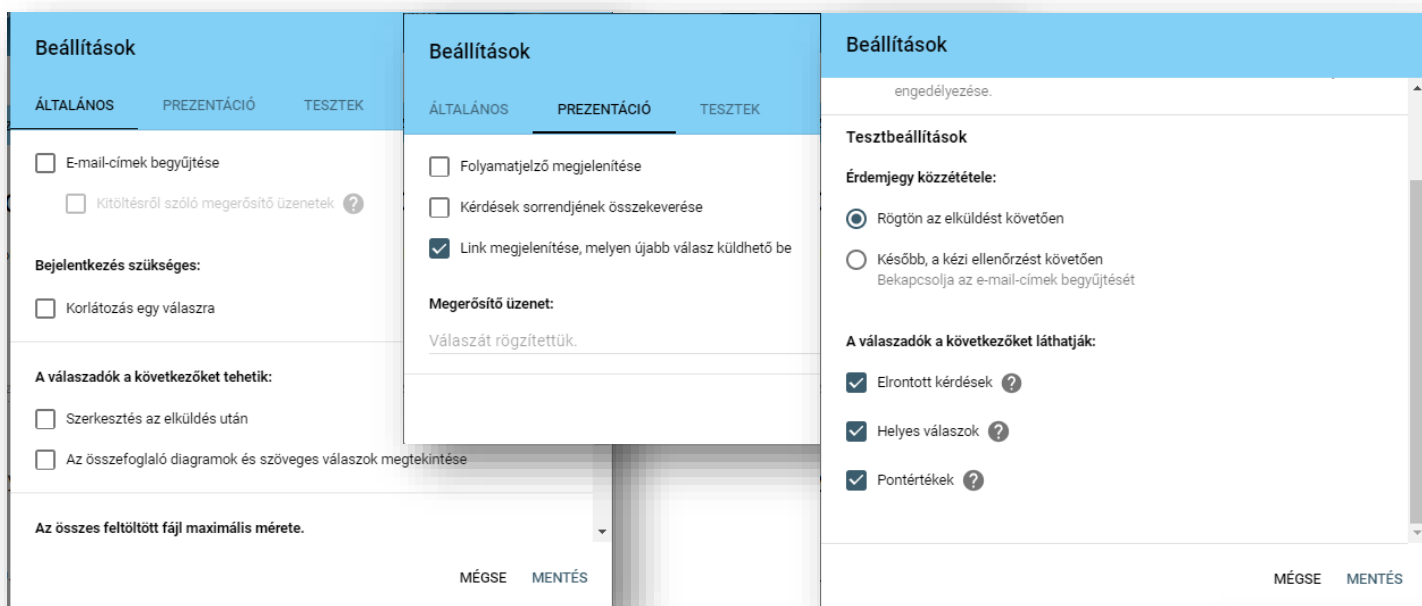 Beállítások
ÁLTALÁNOS PREZENTÁCIÓ TESZTEK
E-mail-címek begyűjtése
Kitöltésről szóló megerősítő üzenetek
Bejelentkezés szükséges:
Korlátozás egy válaszra
A válaszadók a következőket tehetik:
Szerkesztés az elküldés után
Az összefoglaló diagramok és szöveges válaszok megtekintése
Az összes feltöltött fájl maximális mérete.
MÉGSE MENTÉS
Beállítások
ÁLTALÁNOS PREZENTÁCIÓ TESZTEK
Folyamatjelző megjelenítése
Kérdések sorrendjének összekeverése
Link megjelenítése, melyen újabb válasz küldhető be
Megerősítő üzenet:
Válaszát rögzítettük.
Beállítások
engedélyezése.
Tesztbeállítások
Érdemjegy közzététele:
Rögtön az elküldést követően
Később, a kézi ellenőrzést követően
Bekapcsolja az e-mail-címek begyűjtését
A válaszadók a következőket láthatják:
Elrontott kérdések
Helyes válaszok
Pontértékek
MÉGSE MENTÉS